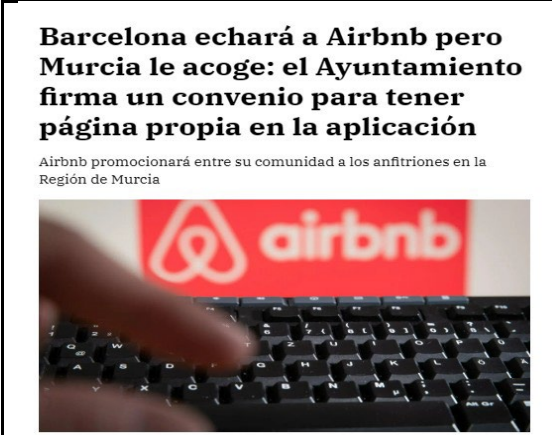 Barcelona echará a Airbnb pero
Murcia le acoge: el Ayuntamiento
firma un convenio para tener
página propia en la aplicación
Airbnb promocionará entre su comunidad a los anfitriones en la
Región de Murcia
airbnb